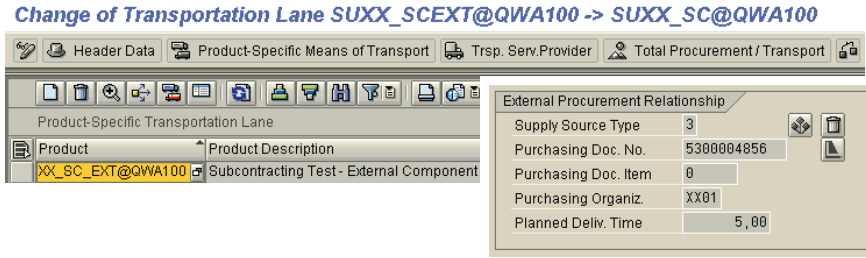 Change of Transportation Lane SUXX_SCEXT@QWA100 -> SUXX_SC@QWA100
Header Data Product-Specific Means of Transport Trsp. Serv.Provider Total Procurement / Transport
Product-Specific Transportation Lane
Product Product Description
XX_SC_EXT@QWA100 Subcontracting Test - External Component
External Procurement Relationship
Supply Source Type 3
Purchasing Doc. No. 5300004856
Purchasing Doc. Item 0
Purchasing Organiz. XX01
Planned Deliv. Time 5,00